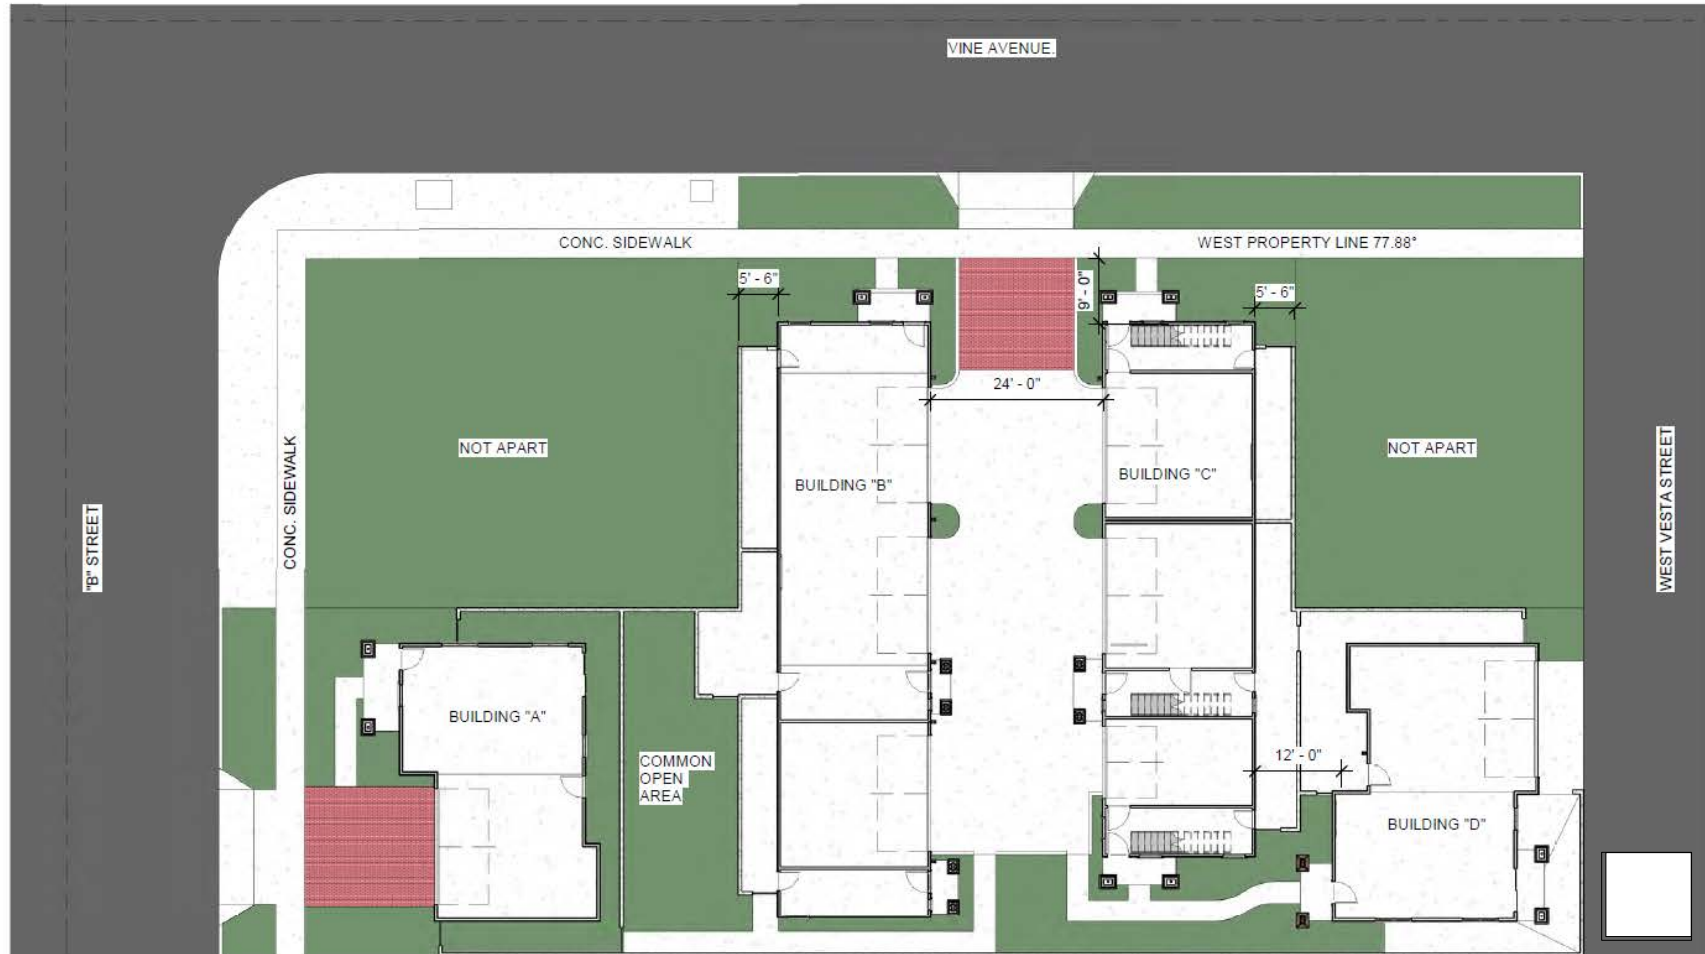 VINE AVENUE.
CONC. SIDEWALK
WEST PROPERTY LINE 77.88°
5' - 6"
9' - 0"
5' - 6"
24' - 0"
NOT APART
NOT APART
CONC. SIDEWALK
BUILDING "B"
BUILDING "C"
"B" STREET
WEST VESTA STREET
BUILDING "A"
COMMON
OPEN
AREA
12' - 0"
BUILDING "D"